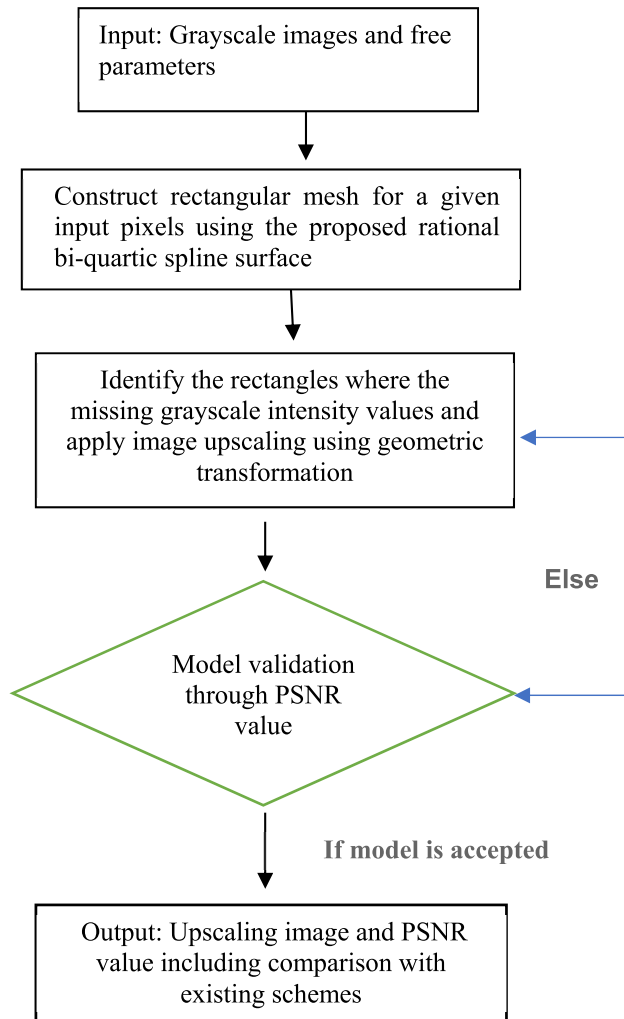 Input: Grayscale images and free
parameters
Construct rectangular mesh for a given
input pixels using the proposed rational
bi-quartic spline surface
Identify the rectangles where the
missing grayscale intensity values and
apply image upscaling using geometric
transformation
Else
Model validation
through PSNR
value
If model is accepted
Output: Upscaling image and PSNR
value including comparison with
existing schemes